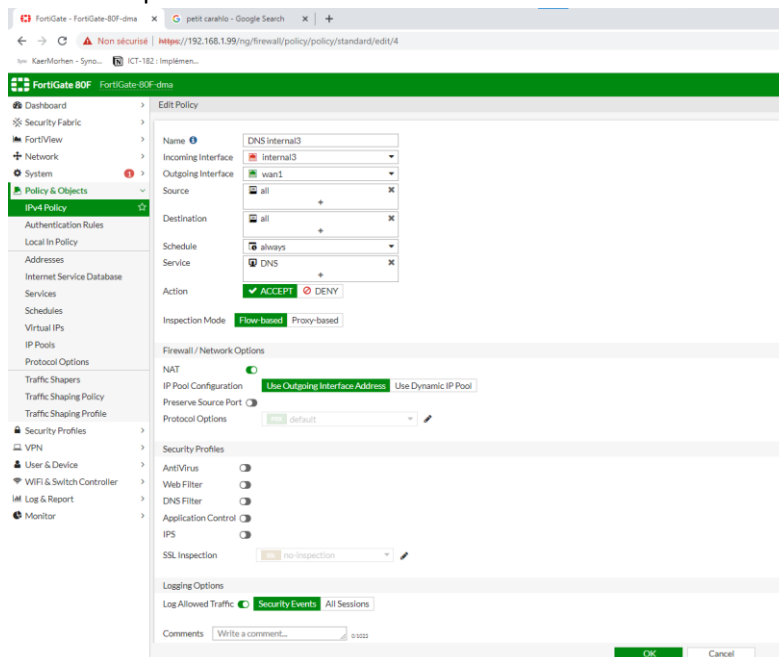 FortiGate - FortiGate-80F-dma
petit carahlo - Google Search
Non sécurisé | https://192.168.1.99/ng/firewall/policy/policy/standard/edit/4
KaerMorhen - Syno...
ICT-182 : Implémen...
FortiGate 80F FortiGate-80F-dma
Dashboard
Security Fabric
FortiView
Network
System 1
Policy & Objects
IPv4 Policy
Authentication Rules
Local In Policy
Addresses
Internet Service Database
Services
Schedules
Virtual IPs
IP Pools
Protocol Options
Traffic Shapers
Traffic Shaping Policy
Traffic Shaping Profile
Security Profiles
VPN
User & Device
WiFi & Switch Controller
Log & Report
Monitor
Edit Policy
Name DNS internal3
Incoming Interface internal3
Outgoing Interface wan1
Source all
+
Destination all
+
Schedule always
Service DNS
+
Action ACCEPT DENY
Inspection Mode Flow-based Proxy-based
Firewall / Network Options
NAT
IP Pool Configuration Use Outgoing Interface Address Use Dynamic IP Pool
Preserve Source Port
Protocol Options default
Security Profiles
AntiVirus
Web Filter
DNS Filter
Application Control
IPS
SSL Inspection no-inspection
Logging Options
Log Allowed Traffic Security Events All Sessions
Comments Write a comment... 0/1023
OK Cancel